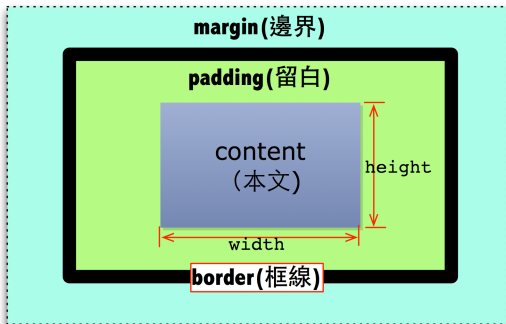 margin(邊界)
padding(留白)
content
（本文)
height
width
border(框線)